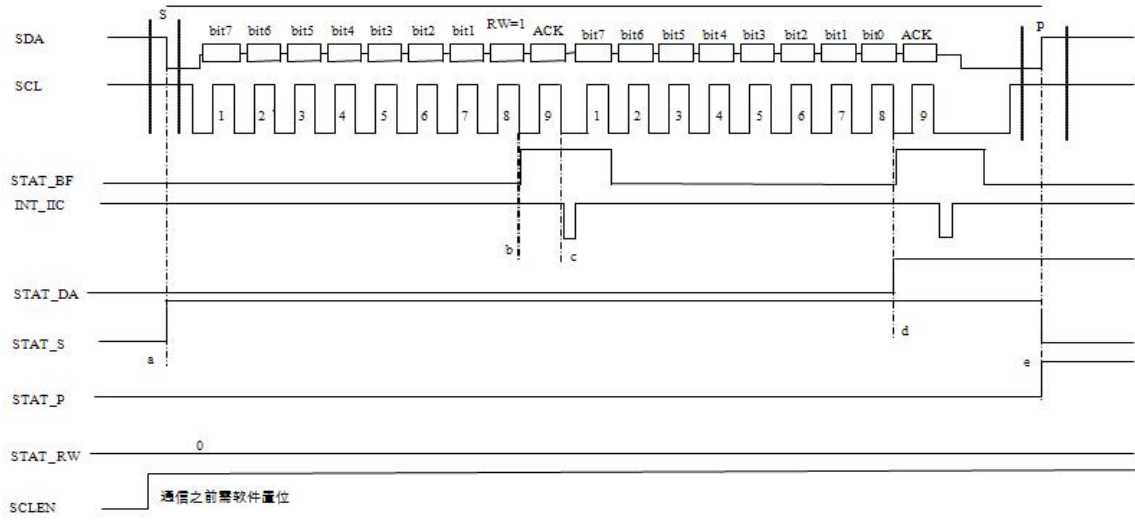 S
P
SDA
bit7 bit6 bit5 bit4 bit3 bit2 bit1 RW=1 ACK bit7 bit6 bit5 bit4 bit3 bit2 bit1 bit0 ACK
SCL
1 2 3 4 5 6 7 8 9 1 2 3 4 5 6 7 8 9
STAT_BF
INT_IIC
b c
STAT_DA
d
STAT_S
a e
STAT_P
0
STAT_RW
通信之前需软件置位
SCLEN